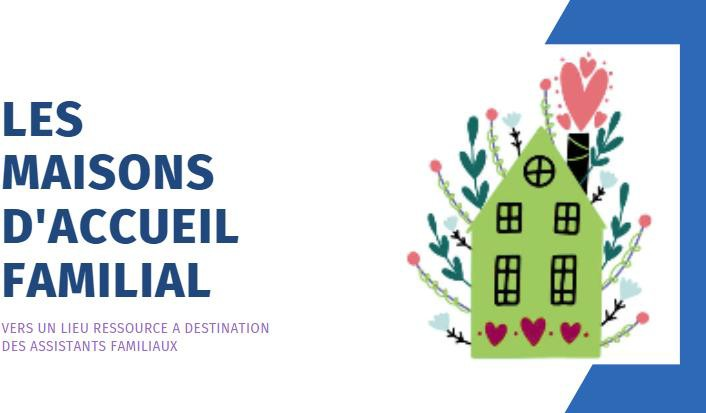 LES
MAISONS
D'ACCUEIL
FAMILIAL
VERS UN LIEU RESSOURCE A DESTINATION
DES ASSISTANTS FAMILIAUX